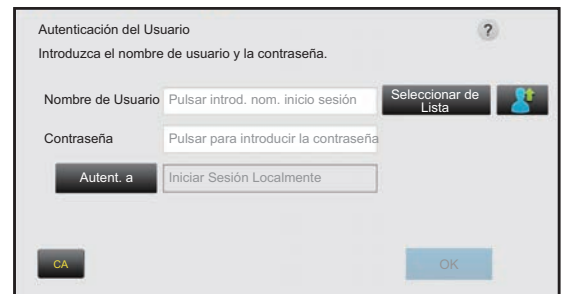 Autenticación del Usuario
?
Introduzca el nombre de usuario y la contraseña.
Nombre de Usuario
Pulsar introd. nom. inicio sesión
Seleccionar de
Lista
Contraseña
Pulsar para introducir la contraseña
Autent. a
Iniciar Sesión Localmente
CA
OK